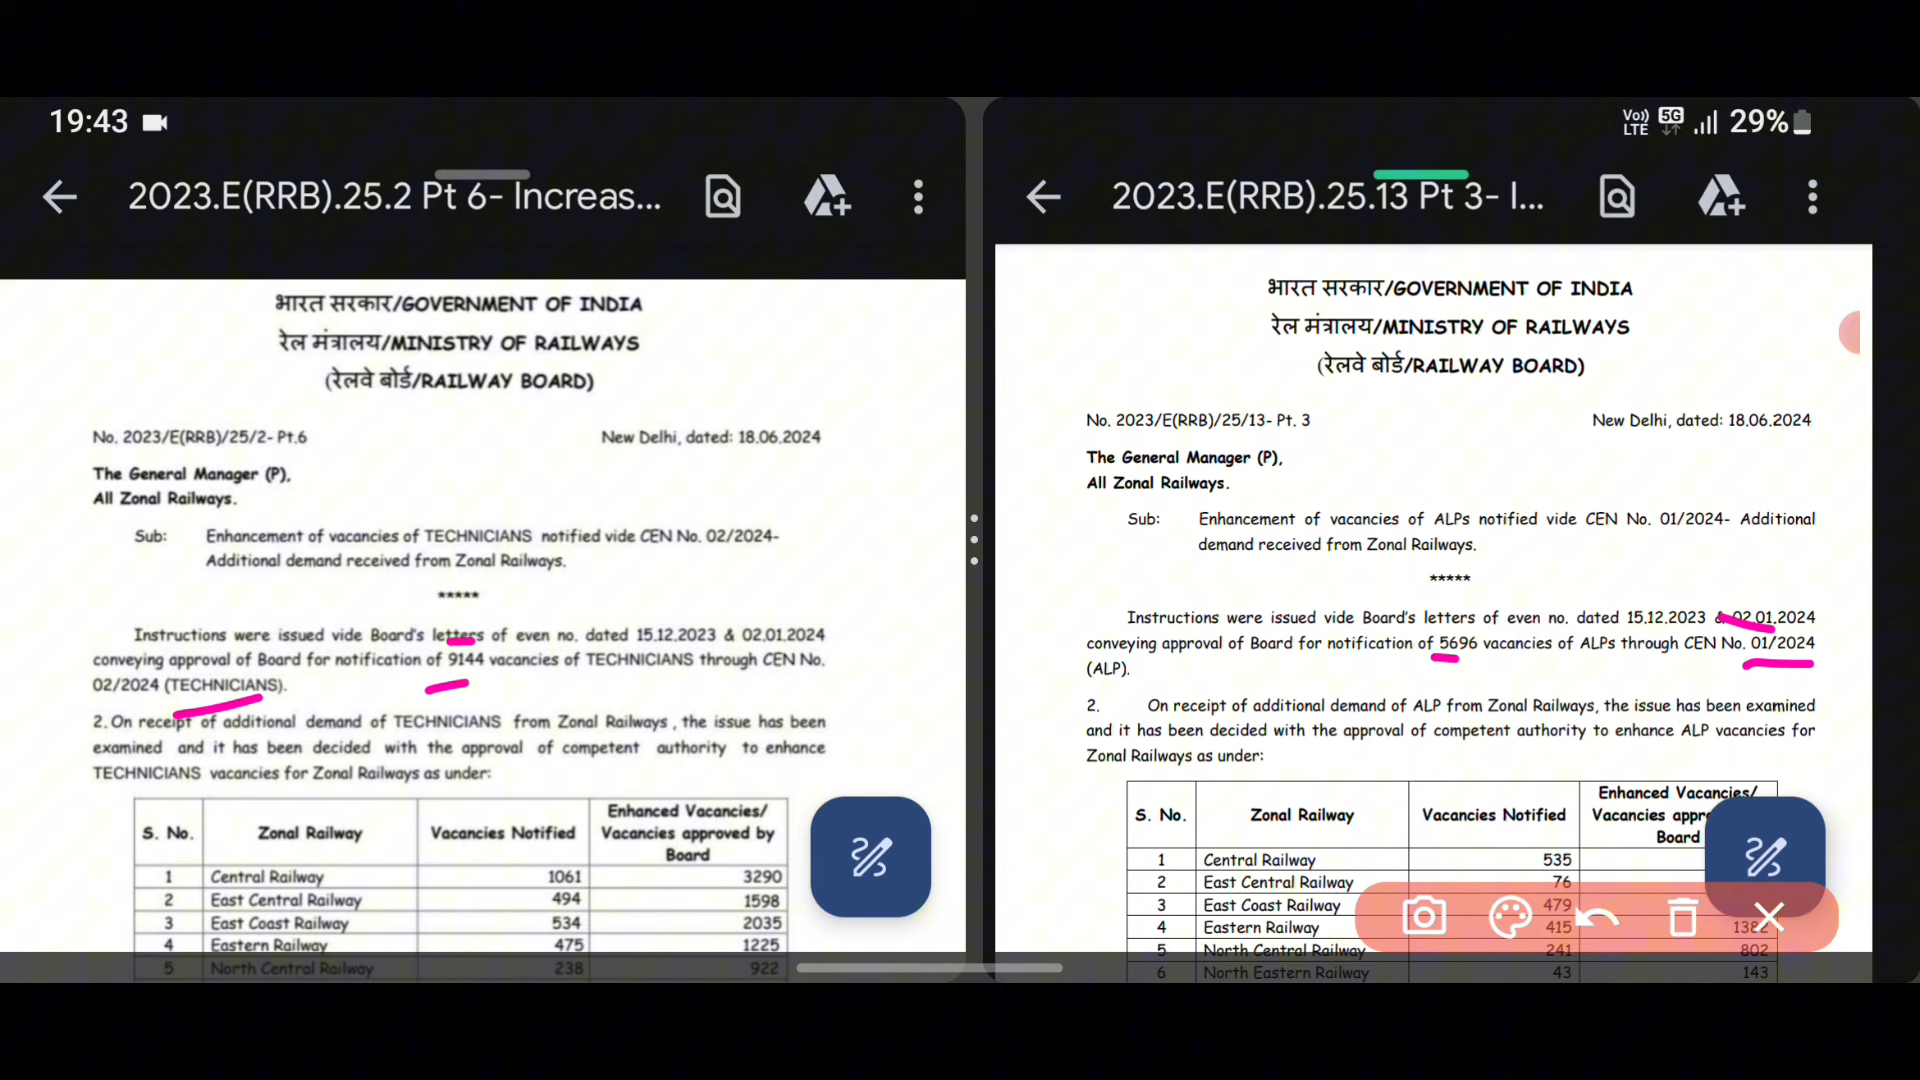 19:43
Vo)) LTE 5G 29%
2023.E(RRB).25.2 Pt 6- Increas...
भारत सरकार/GOVERNMENT OF INDIA
रेल मंत्रालय/MINISTRY OF RAILWAYS
(रेलवे बोर्ड/RAILWAY BOARD)
No. 2023/E(RRB)/25/2- Pt.6 New Delhi, dated: 18.06.2024
The General Manager (P),
All Zonal Railways.
Sub: Enhancement of vacancies of TECHNICIANS notified vide CEN No. 02/2024-
Additional demand received from Zonal Railways.
*****
Instructions were issued vide Board's letters of even no. dated 15.12.2023 & 02.01.2024
conveying approval of Board for notification of 9144 vacancies of TECHNICIANS through CEN No.
02/2024 (TECHNICIANS).
2. On receipt of additional demand of TECHNICIANS from Zonal Railways , the issue has been
examined and it has been decided with the approval of competent authority to enhance
TECHNICIANS vacancies for Zonal Railways as under:
S. No. Zonal Railway Vacancies Notified Enhanced Vacancies/ Vacancies approved by Board
1 Central Railway 1061 3290
2 East Central Railway 494 1598
3 East Coast Railway 534 2035
4 Eastern Railway 475 1225
5 North Central Railway 238 922
2023.E(RRB).25.13 Pt 3- I...
भारत सरकार/GOVERNMENT OF INDIA
रेल मंत्रालय/MINISTRY OF RAILWAYS
(रेलवे बोर्ड/RAILWAY BOARD)
No. 2023/E(RRB)/25/13- Pt. 3 New Delhi, dated: 18.06.2024
The General Manager (P),
All Zonal Railways.
Sub: Enhancement of vacancies of ALPs notified vide CEN No. 01/2024- Additional
demand received from Zonal Railways.
*****
Instructions were issued vide Board's letters of even no. dated 15.12.2023 & 02.01.2024
conveying approval of Board for notification of 5696 vacancies of ALPs through CEN No. 01/2024
(ALP).
2. On receipt of additional demand of ALP from Zonal Railways, the issue has been examined
and it has been decided with the approval of competent authority to enhance ALP vacancies for
Zonal Railways as under:
S. No. Zonal Railway Vacancies Notified Enhanced Vacancies/ Vacancies Board
1 Central Railway 535
2 East Central Railway 76
3 East Coast Railway 479
4 Eastern Railway 415 1382
5 North Central Railway 241 802
6 North Eastern Railway 43 143